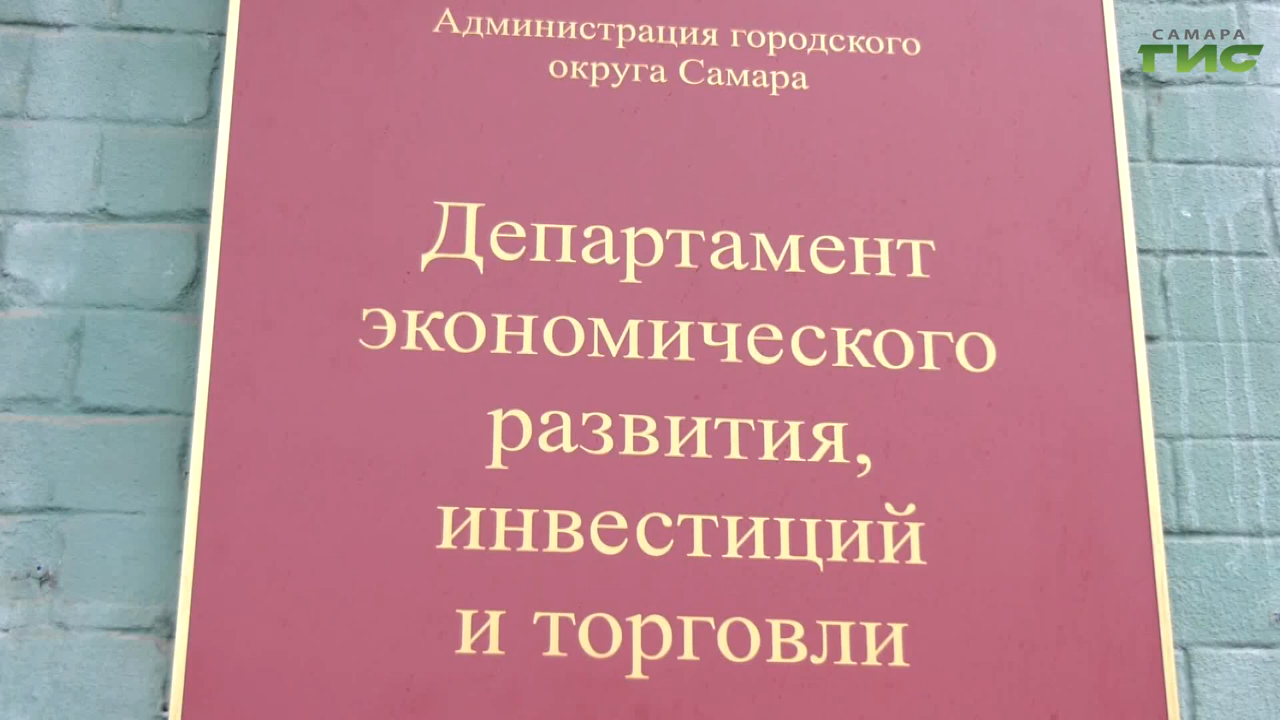 Администрация городского
округа Самара
САМАРА
ГИС
Департамент
экономического
развития,
инвестиций
и торговли